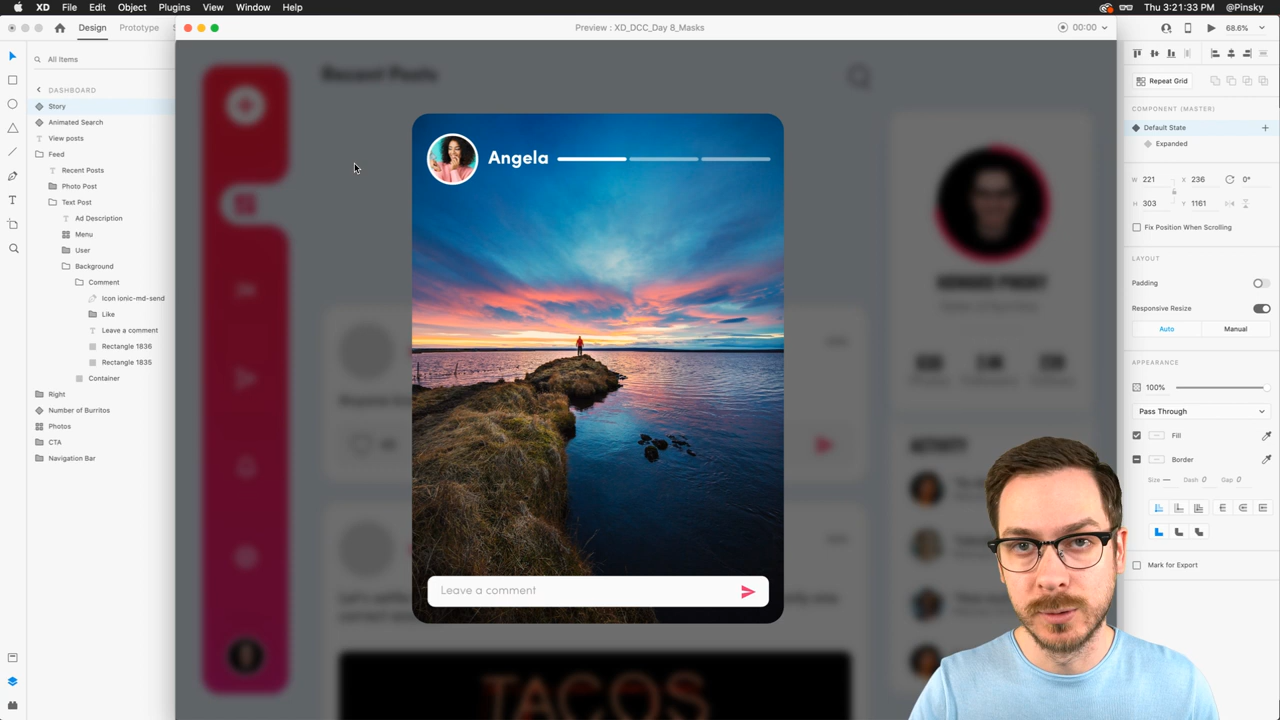 XD File Edit Object Plugins View Window Help
Thu 3:21:33 PM @Pinsky
Design Prototype S
Preview : XD_DCC_Day 8_Masks
00:00
68.6%
All Items
DASHBOARD
Story
Animated Search
View posts
Feed
Recent Posts
Photo Post
Text Post
Ad Description
Menu
User
Background
Comment
Icon ionic-md-send
Like
Leave a comment
Rectangle 1836
Rectangle 1835
Container
Right
Number of Burritos
Photos
CTA
Navigation Bar
Recent Posts
Angela
Leave a comment
ACTIVITY
TACOS
Repeat Grid
COMPONENT (MASTER)
Default State
Expanded
W 221 X 236 0°
H 303 Y 1161
Fix Position When Scrolling
LAYOUT
Padding
Responsive Resize
Auto Manual
APPEARANCE
100%
Pass Through
Fill
Border
Size — Dash 0 Gap 0
Mark for Export